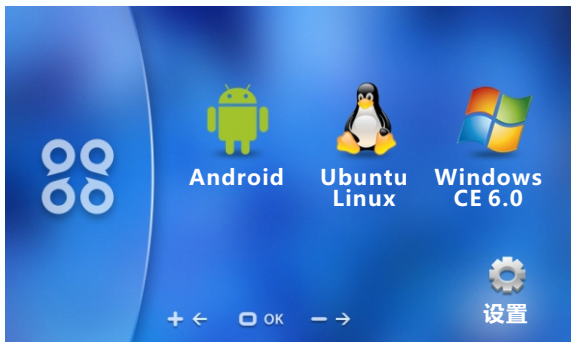 Android
Ubuntu
Linux
Windows
CE 6.0
设置
+ ← OK − →